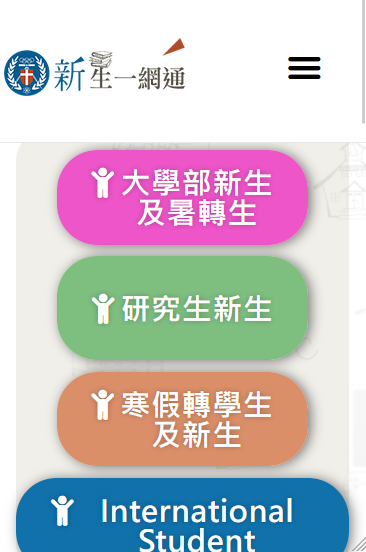 新生一網通
大學部新生
及暑轉生
研究生新生
寒假轉學生
及新生
International
Student